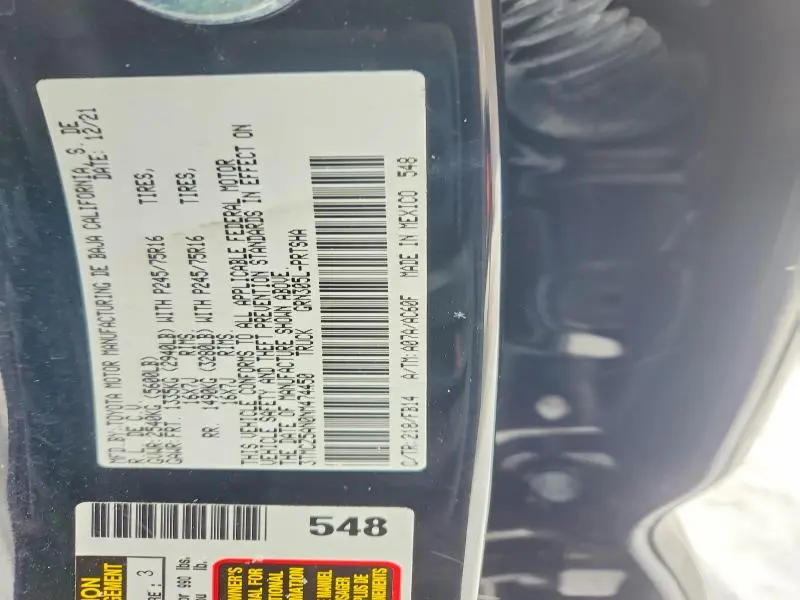 MFD.BY:TOYOTA MOTOR MANUFACTURING DE BAJA CALIFORNIA, S. DE
R.L. DE C.V. DATE: 12/21
GVWR 2540KG (5600LB)
GAWR FRT. 1335KG (2940LB) WITH P245/75R16 TIRES,
16X7J RIMS,
RR. 1490KG (3280LB) WITH P245/75R16 TIRES,
16X7J RIMS.
THIS VEHICLE CONFORMS TO ALL APPLICABLE FEDERAL MOTOR
VEHICLE SAFETY AND THEFT PREVENTION STANDARDS IN EFFECT ON
THE DATE OF MANUFACTURE SHOWN ABOVE.
3TMCZ5AN0NM474450 TRUCK GRN305L-PRTSHA
C/TR:218/FB14 A/TM:A07A/AC60F MADE IN MEXICO 548
548